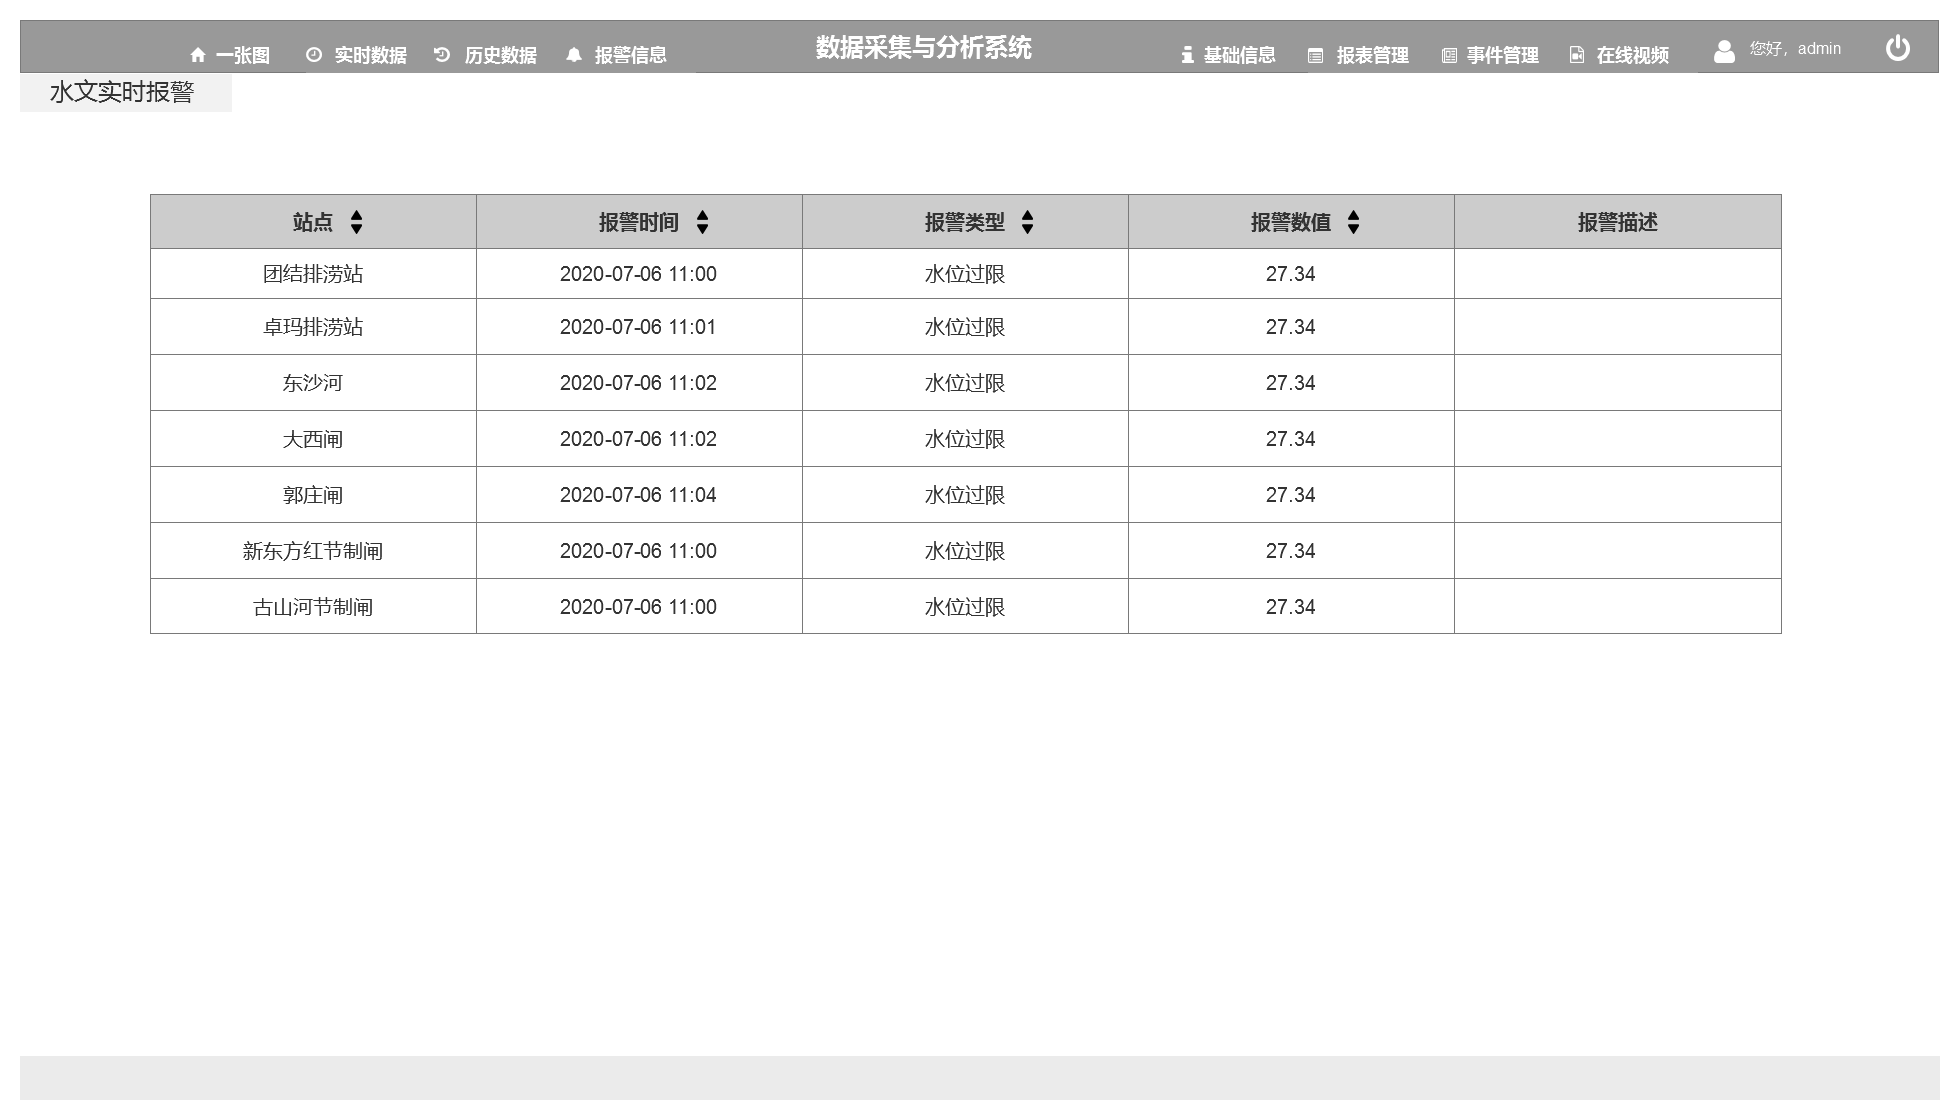 一张图 实时数据 历史数据 报警信息 数据采集与分析系统 基础信息 报表管理 事件管理 在线视频 您好，admin
水文实时报警
站点 报警时间 报警类型 报警数值 报警描述
团结排涝站 2020-07-06 11:00 水位过限 27.34
卓玛排涝站 2020-07-06 11:01 水位过限 27.34
东沙河 2020-07-06 11:02 水位过限 27.34
大西闸 2020-07-06 11:02 水位过限 27.34
郭庄闸 2020-07-06 11:04 水位过限 27.34
新东方红节制闸 2020-07-06 11:00 水位过限 27.34
古山河节制闸 2020-07-06 11:00 水位过限 27.34